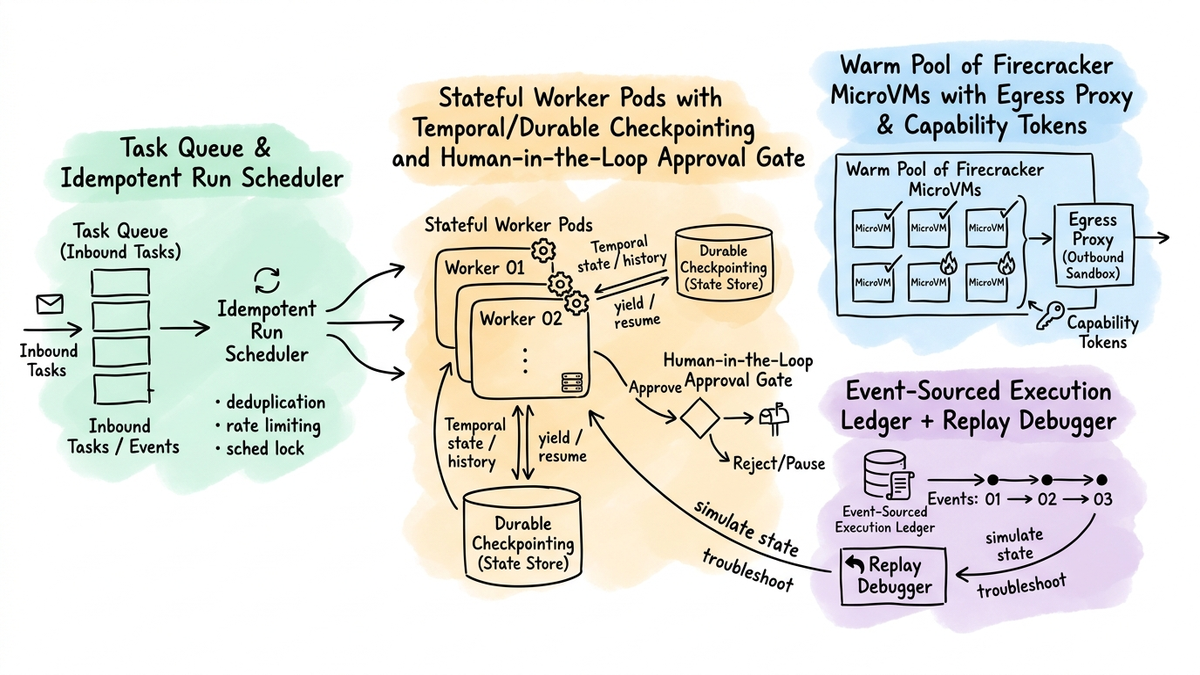 Task Queue &
Idempotent Run Scheduler
Task Queue
(Inbound Tasks)
Inbound
Tasks
Inbound
Tasks / Events
Idempotent
Run
Scheduler
• deduplication
• rate limiting
• sched lock
Stateful Worker Pods with
Temporal/Durable Checkpointing
and Human-in-the-Loop Approval Gate
Stateful Worker Pods
Worker 01
Worker 02
Temporal
state / history
yield /
resume
Durable
Checkpointing
(State Store)
Human-in-the-Loop
Approval Gate
Approve
Reject/Pause
Temporal
state /
history
yield /
resume
Durable
Checkpointing
(State Store)
simulate state
troubleshoot
Warm Pool of Firecracker
MicroVMs with Egress Proxy
& Capability Tokens
Warm Pool of Firecracker
MicroVMs
MicroVM
MicroVM
MicroVM
MicroVM
MicroVM
MicroVM
Egress
Proxy
(Outbound
Sandbox)
Capability
Tokens
Event-Sourced Execution
Ledger + Replay Debugger
Event-Sourced
Execution Ledger
Events: 01 → 02 → 03
simulate
state
troubleshoot
Replay
Debugger